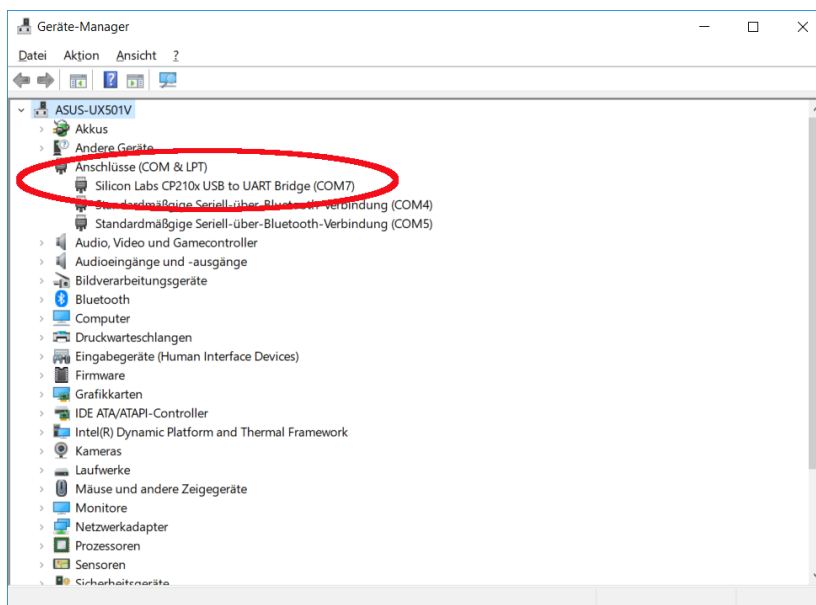 Geräte-Manager
Datei Aktion Ansicht ?
ASUS-UX501V
Akkus
Andere Geräte
Anschlüsse (COM & LPT)
Silicon Labs CP210x USB to UART Bridge (COM7)
Standardmäßgige Seriell-über-Bluetooth-Verbindung (COM4)
Standardmäßgige Seriell-über-Bluetooth-Verbindung (COM5)
Audio, Video und Gamecontroller
Audioeingänge und -ausgänge
Bildverarbeitungsgeräte
Bluetooth
Computer
Druckwarteschlangen
Eingabegeräte (Human Interface Devices)
Firmware
Grafikkarten
IDE ATA/ATAPI-Controller
Intel(R) Dynamic Platform and Thermal Framework
Kameras
Laufwerke
Mäuse und andere Zeigegeräte
Monitore
Netzwerkadapter
Prozessoren
Sensoren
Sicherheitsgeräte